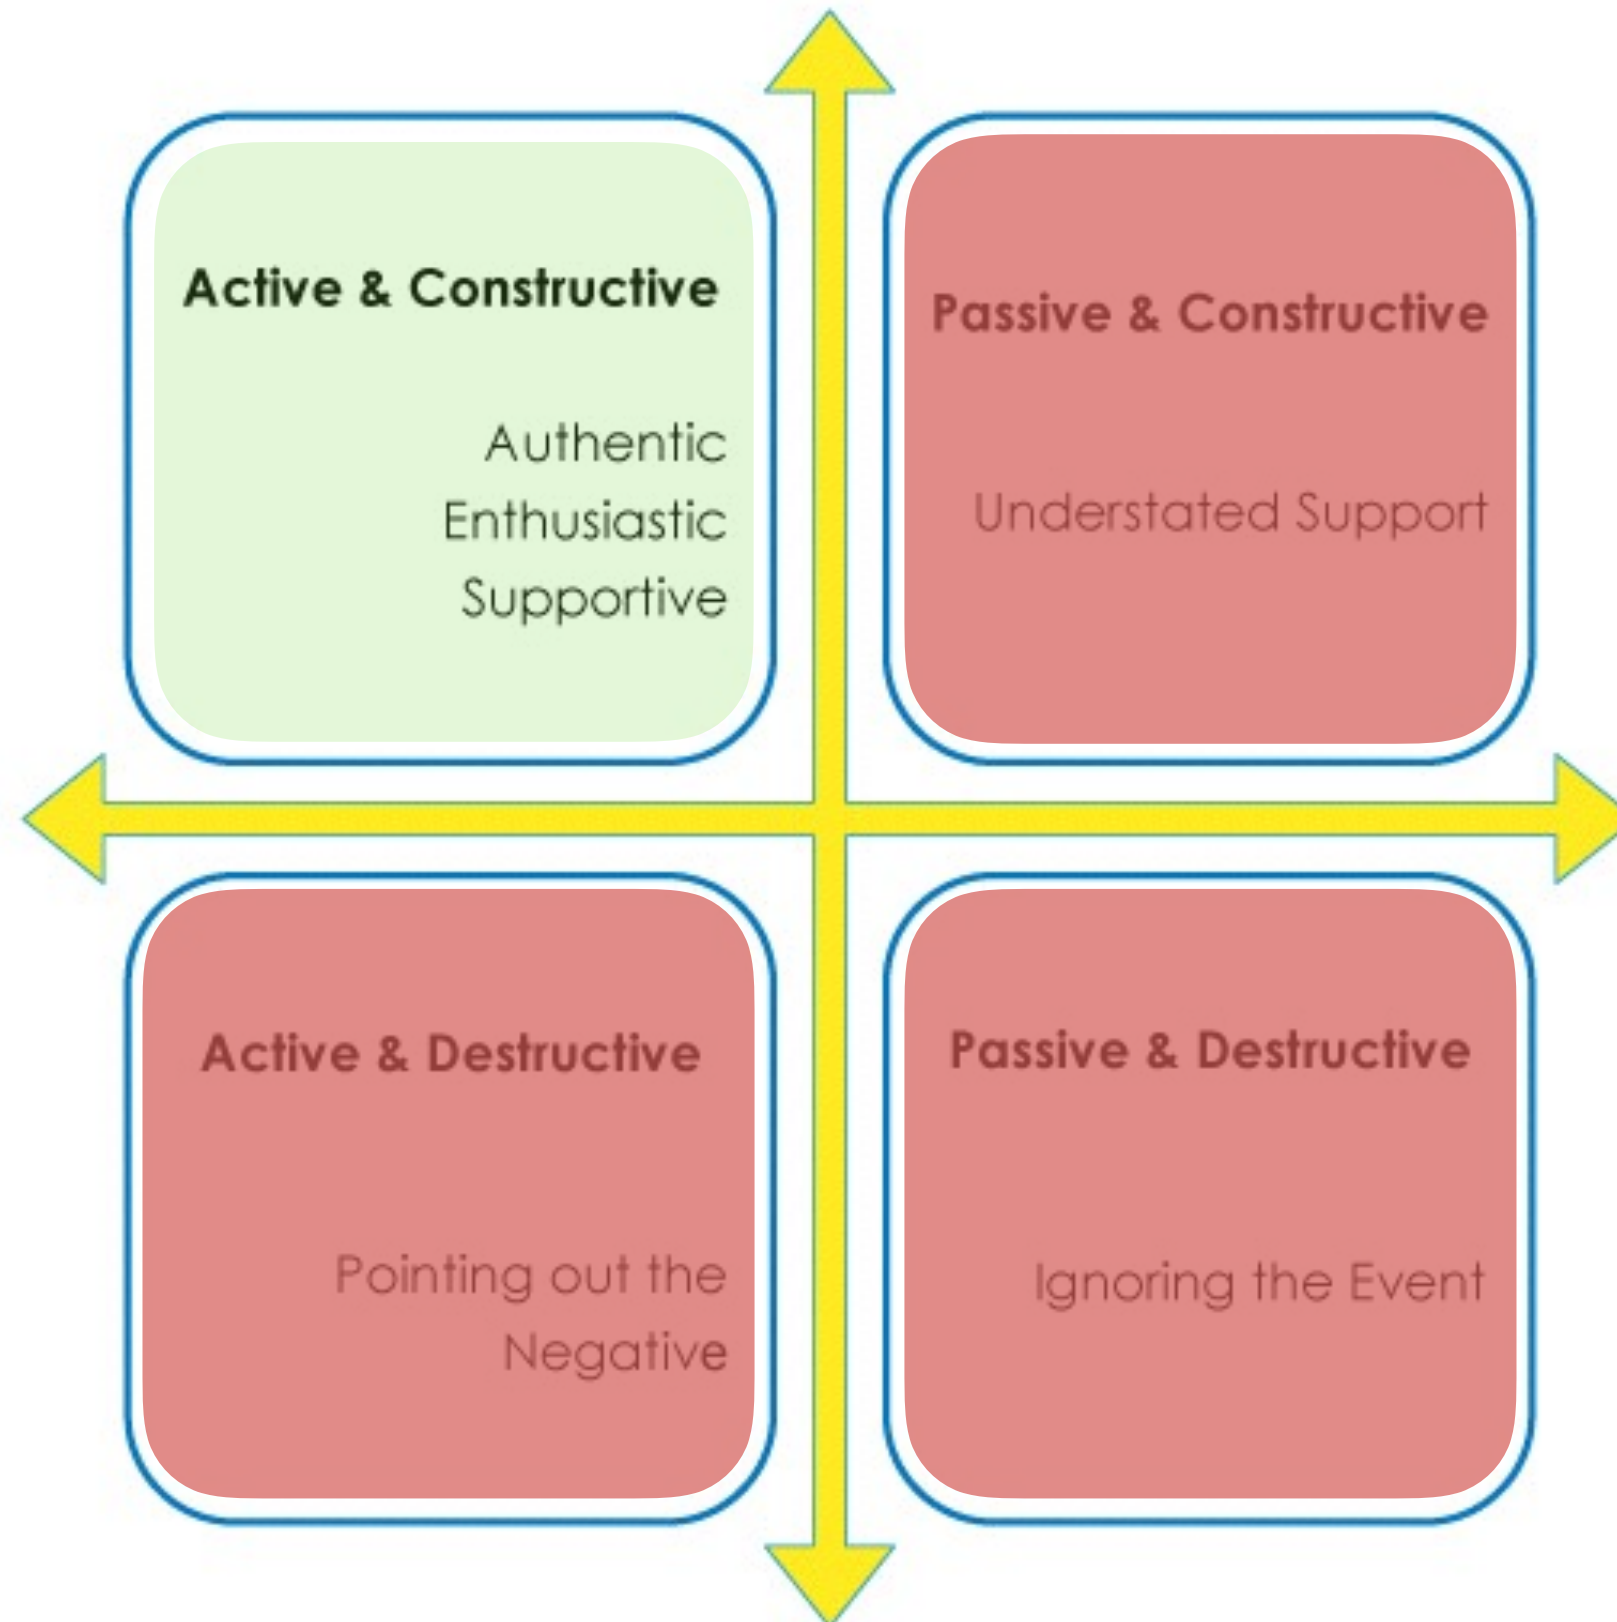 Active & Constructive
Authentic
Enthusiastic
Supportive
Passive & Constructive
Understated Support
Active & Destructive
Pointing out the
Negative
Passive & Destructive
Ignoring the Event